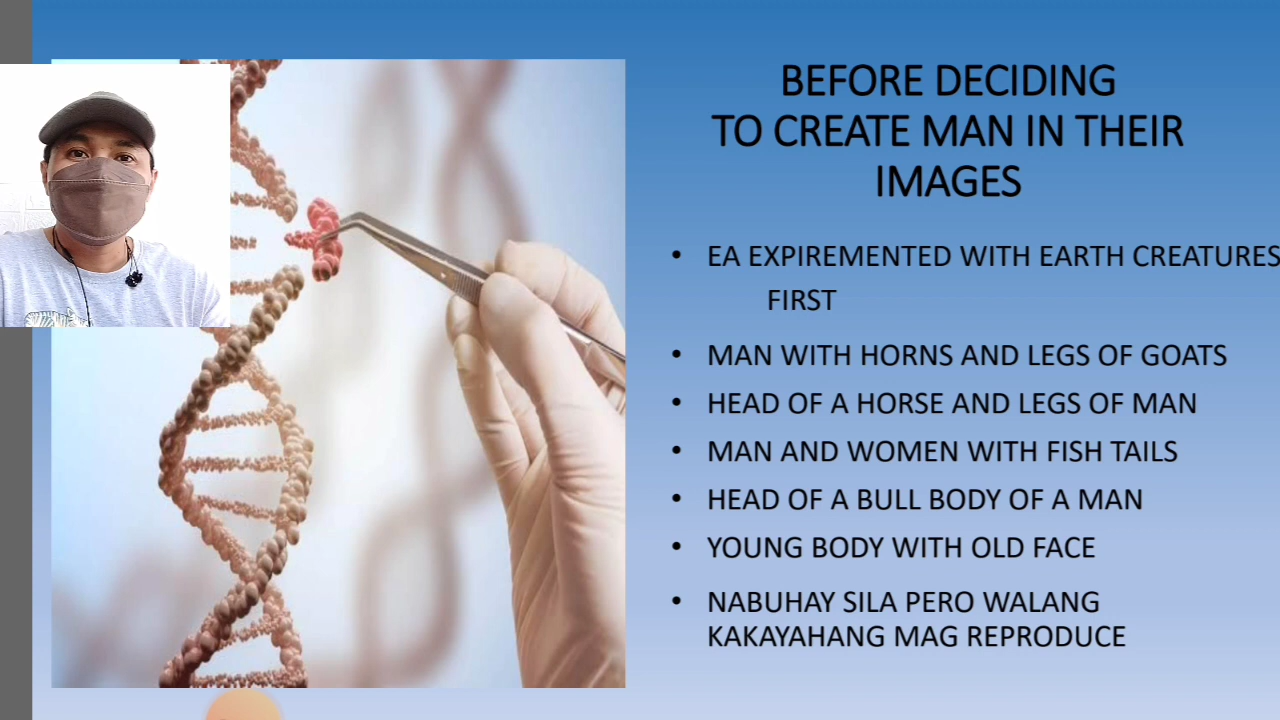 BEFORE DECIDING
TO CREATE MAN IN THEIR
IMAGES
• EA EXPIREMENTED WITH EARTH CREATURES
FIRST
• MAN WITH HORNS AND LEGS OF GOATS
• HEAD OF A HORSE AND LEGS OF MAN
• MAN AND WOMEN WITH FISH TAILS
• HEAD OF A BULL BODY OF A MAN
• YOUNG BODY WITH OLD FACE
• NABUHAY SILA PERO WALANG
KAKAYAHANG MAG REPRODUCE